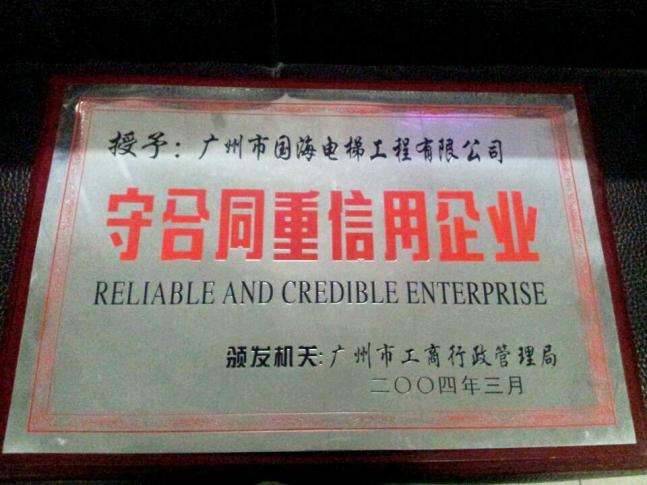 授予：广州市国海电梯工程有限公司
守合同重信用企业
RELIABLE AND CREDIBLE ENTERPRISE
颁发机关:广州市工商行政管理局
二〇〇四年三月